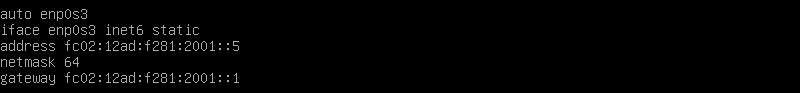 auto enp0s3
iface enp0s3 inet6 static
address fc02:12ad:f281:2001::5
netmask 64
gateway fc02:12ad:f281:2001::1